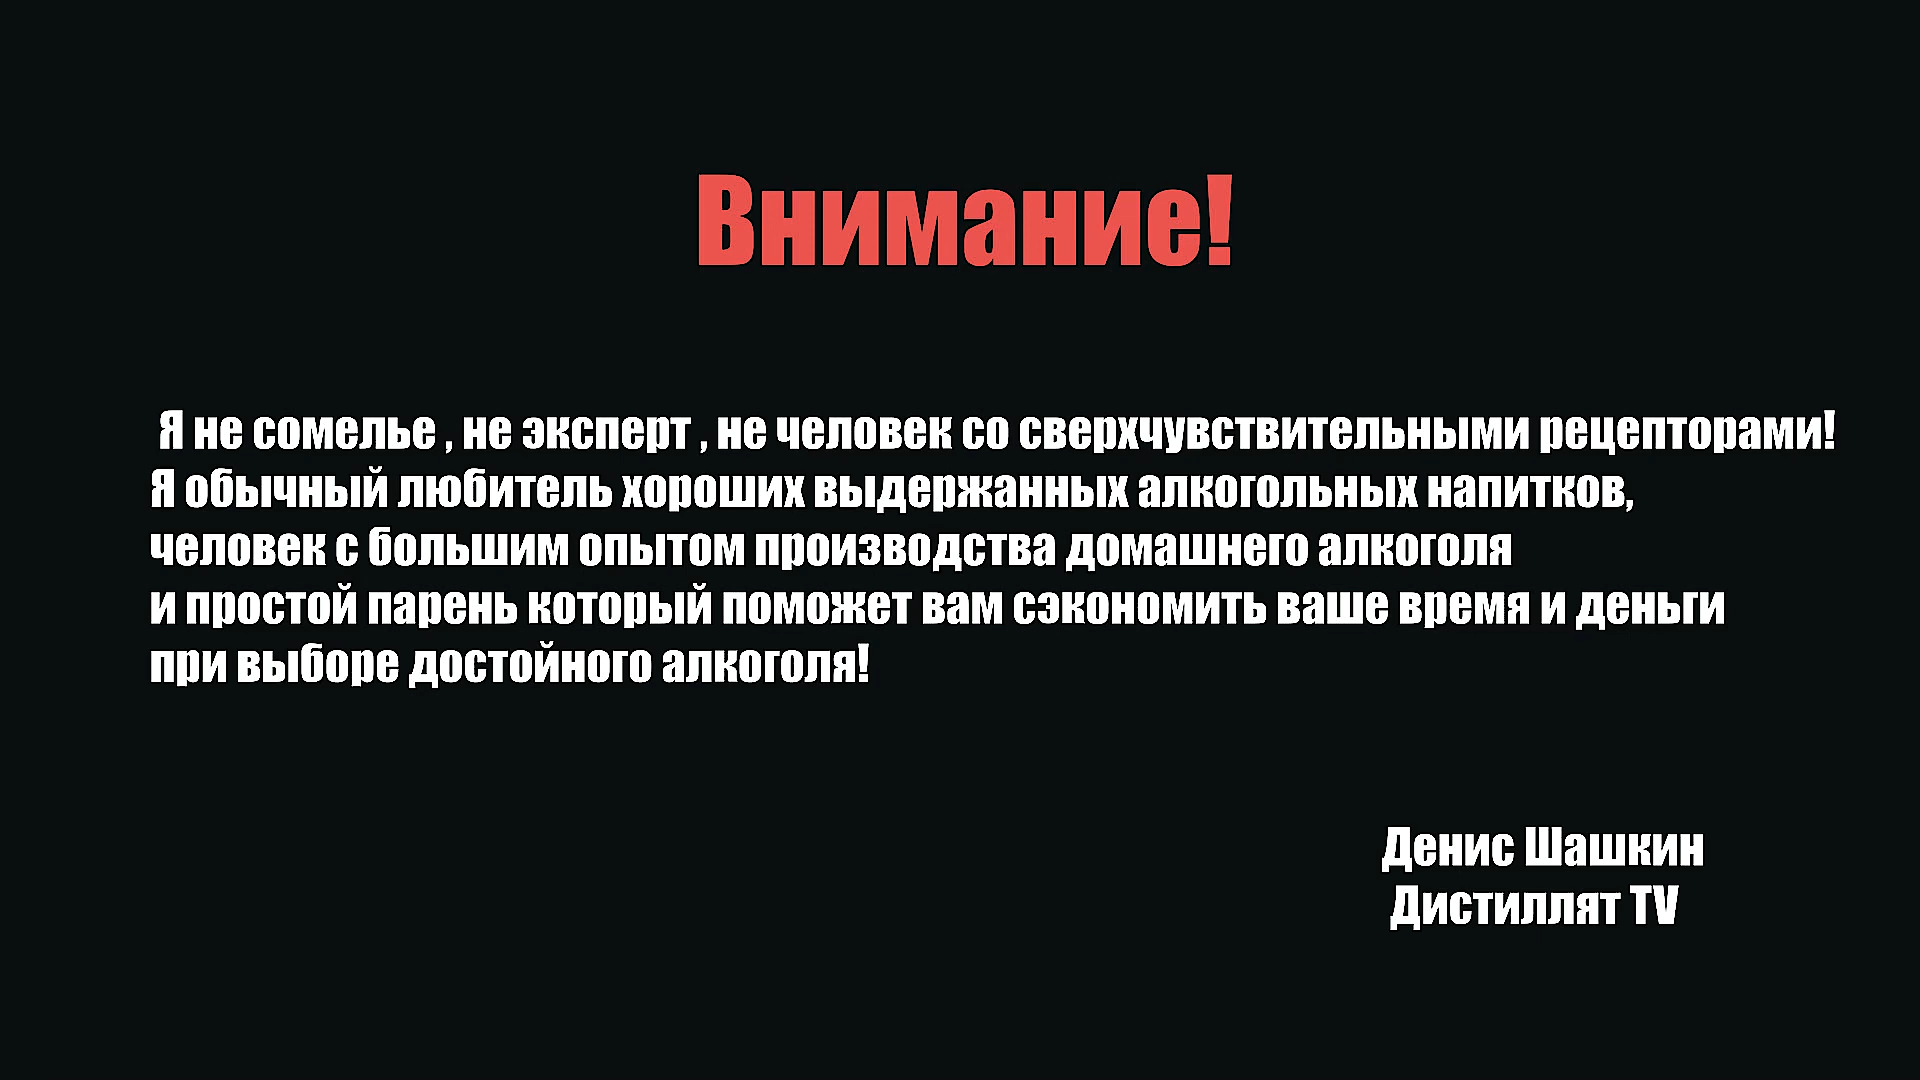 Внимание!
Я не сомелье , не эксперт , не человек со сверхчувствительными рецепторами!
Я обычный любитель хороших выдержанных алкогольных напитков,
человек с большим опытом производства домашнего алкоголя
и простой парень который поможет вам сэкономить ваше время и деньги
при выборе достойного алкоголя!
Денис Шашкин
Дистиллят TV